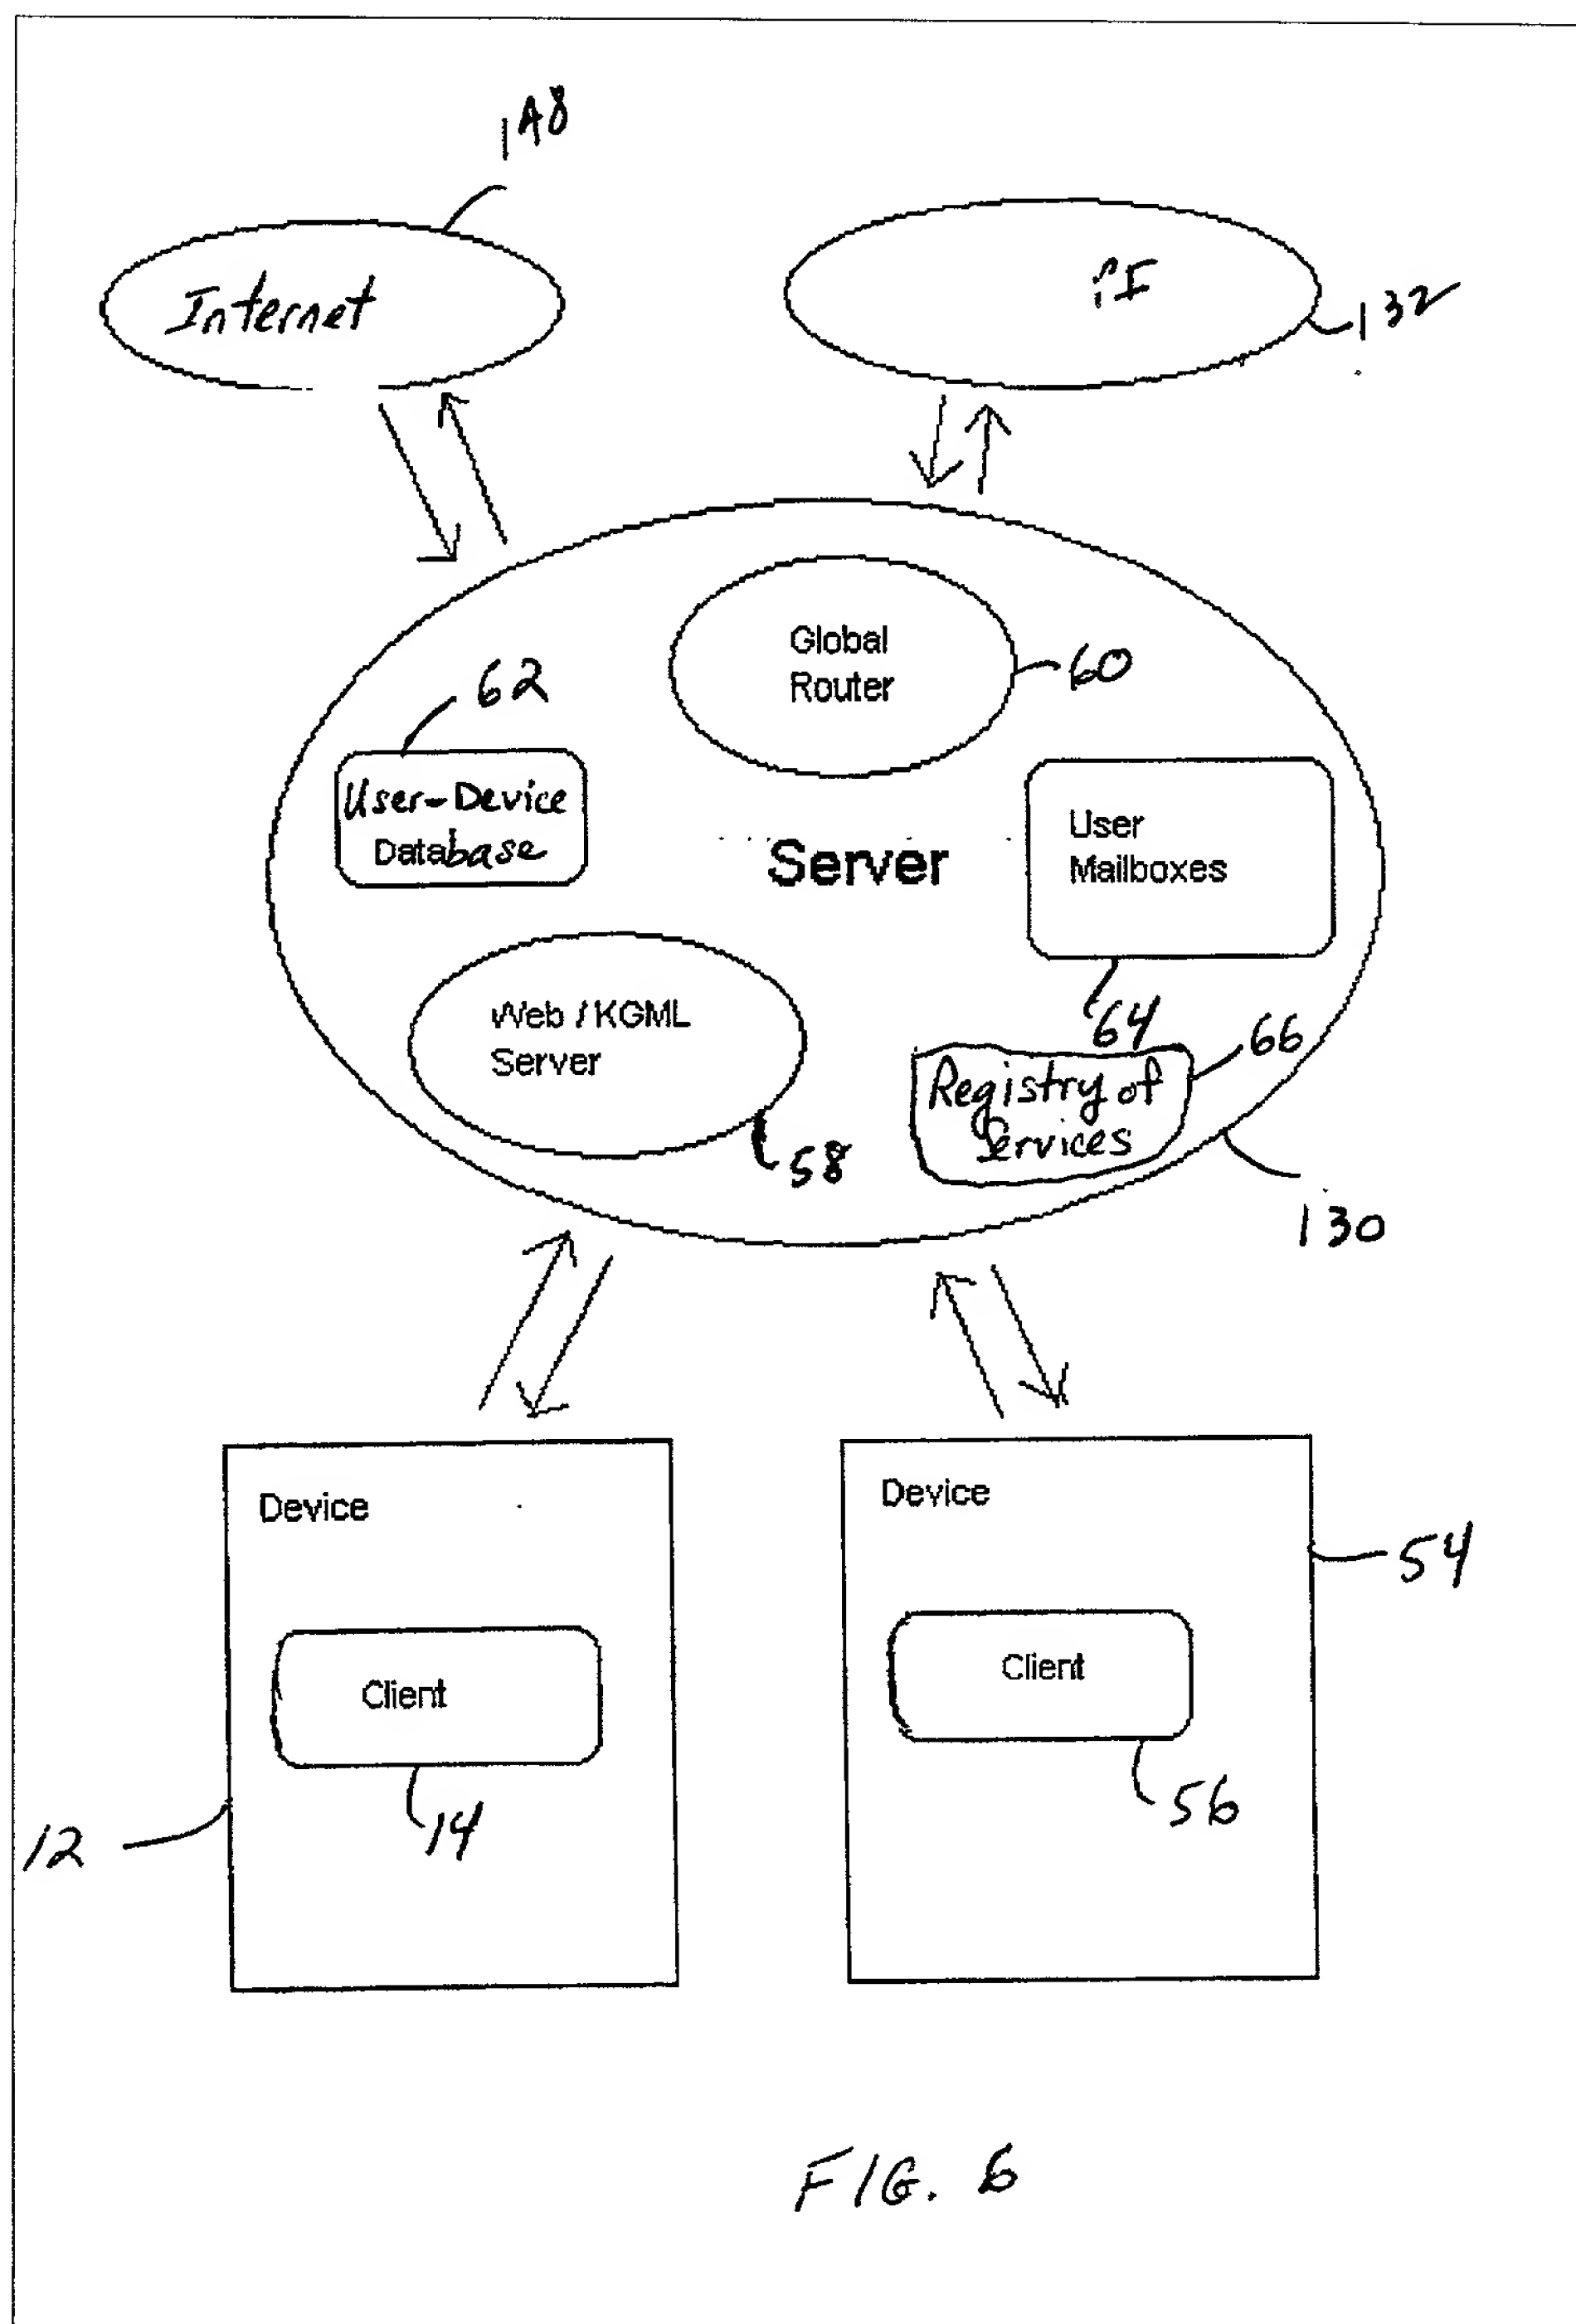 148
Internet
iI
132
Global
Router
60
62
User-Device
Database
Server
User
Mailboxes
64
Web / KGML
Server
58
66
Registry of
Services
130
Device
Client
14
12
Device
Client
56
54
FIG. 6